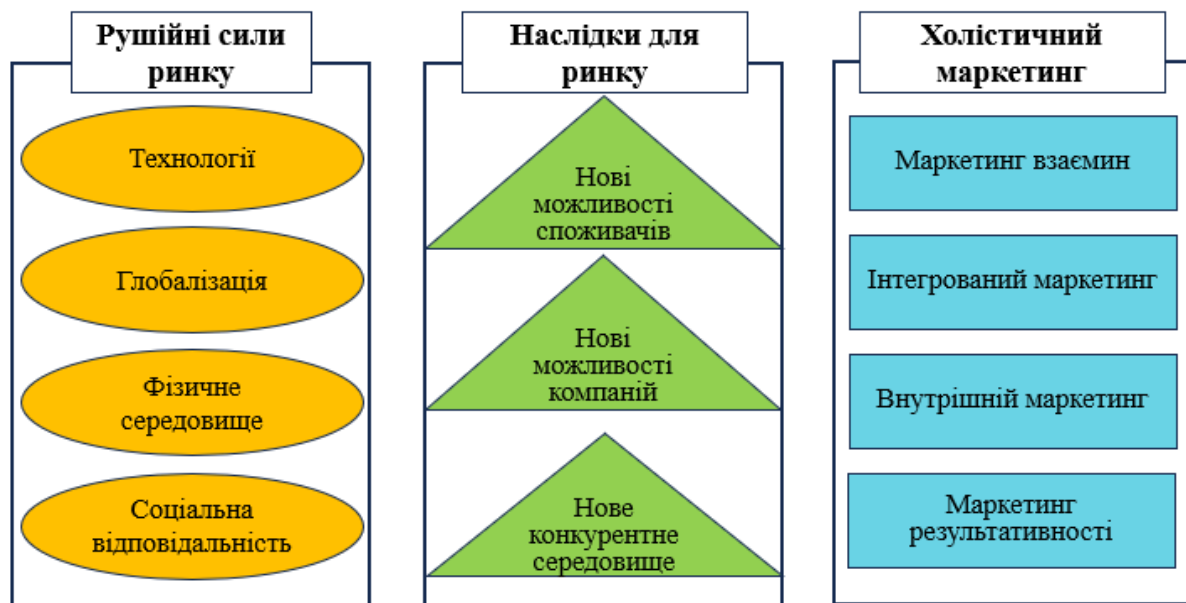 Рушійні сили
ринку
Технології
Глобалізація
Фізичне
середовище
Соціальна
відповідальність
Наслідки для
ринку
Нові
можливості
споживачів
Нові
можливості
компаній
Нове
конкурентне
середовище
Холістичний
маркетинг
Маркетинг взаємин
Інтегрований маркетинг
Внутрішній маркетинг
Маркетинг
результативності